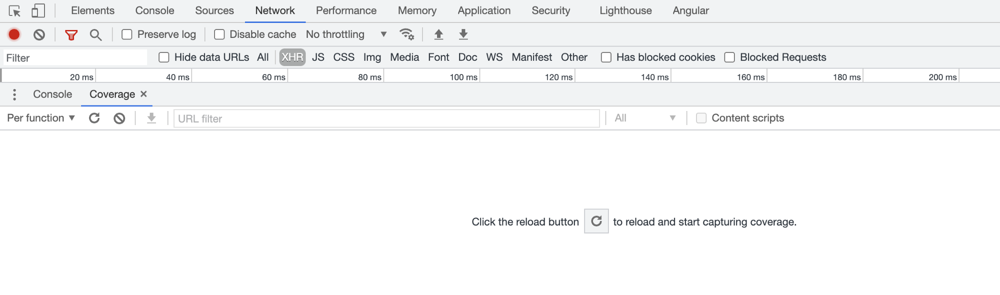 Elements Console Sources Network Performance Memory Application Security Lighthouse Angular
Preserve log Disable cache No throttling
Filter Hide data URLs All XHR JS CSS Img Media Font Doc WS Manifest Other Has blocked cookies Blocked Requests
20 ms 40 ms 60 ms 80 ms 100 ms 120 ms 140 ms 160 ms 180 ms 200 ms
Console Coverage
Per function URL filter All Content scripts
Click the reload button to reload and start capturing coverage.